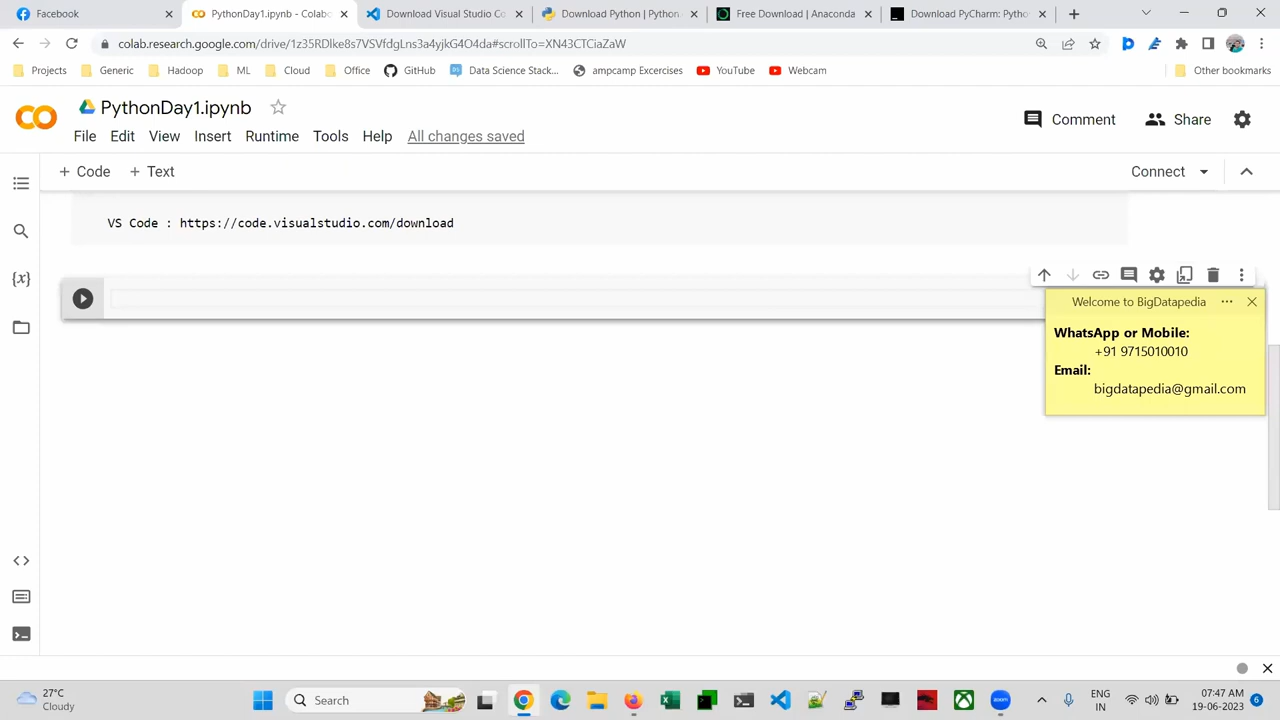 Facebook
PythonDay1.ipynb - Colabo
Download Visual Studio Co
Download Python | Python
Free Download | Anaconda
Download PyCharm: Pytho
colab.research.google.com/drive/1z35RDlke8s7VSVfdgLns3a4yjkG4O4da#scrollTo=XN43CTCiaZaW
Projects
Generic
Hadoop
ML
Cloud
Office
GitHub
Data Science Stack...
ampcamp Excercises
YouTube
Webcam
Other bookmarks
CO
PythonDay1.ipynb
File Edit View Insert Runtime Tools Help All changes saved
Comment
Share
+ Code + Text
Connect
VS Code : https://code.visualstudio.com/download
{x}
Welcome to BigDatapedia
WhatsApp or Mobile:
+91 9715010010
Email:
bigdatapedia@gmail.com
27°C
Cloudy
Search
zoom
ENG
IN
07:47 AM
19-06-2023
6